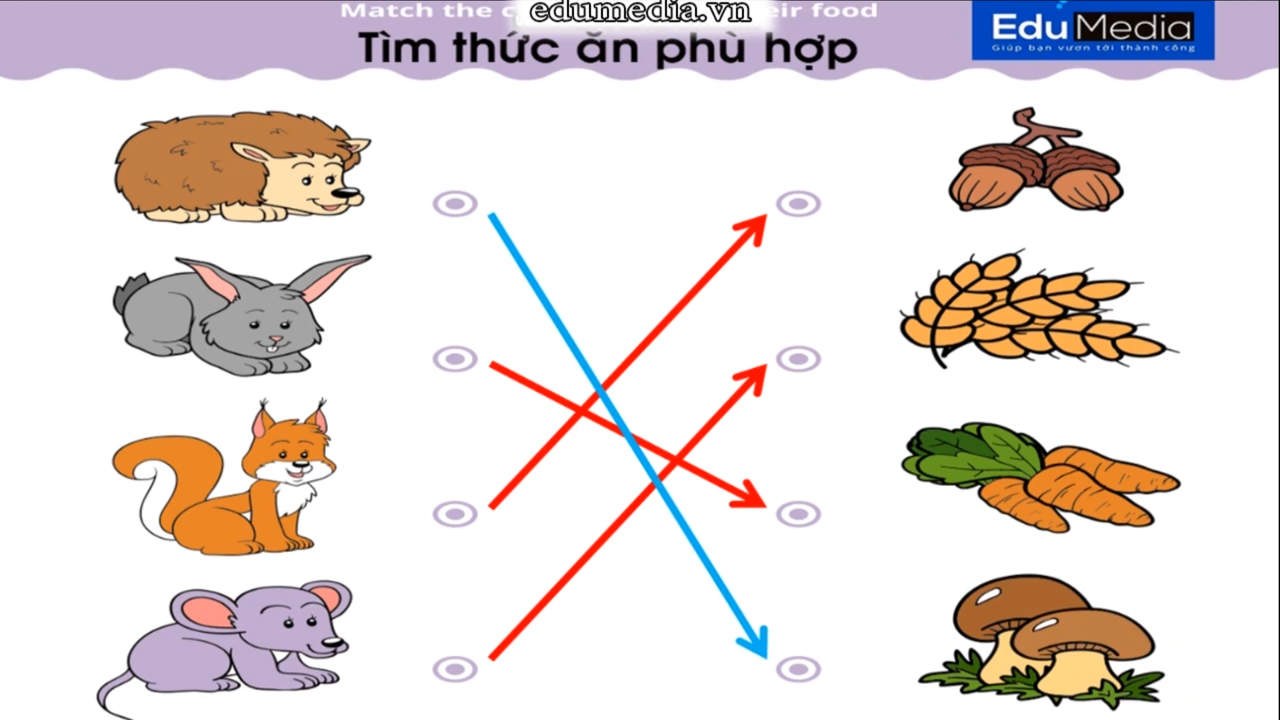 Match the c
edumedia.vn
eir food
Tìm thức ăn phù hợp
EduMedia
Giúp bạn vươn tới thành công